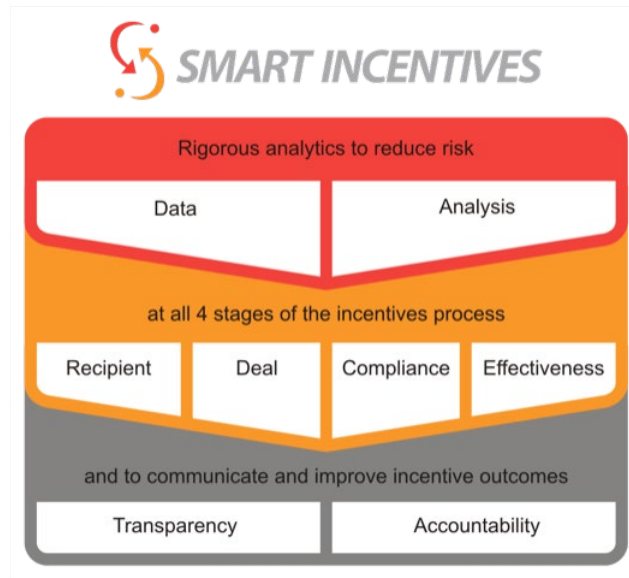 SMART INCENTIVES
Rigorous analytics to reduce risk
Data
Analysis
at all 4 stages of the incentives process
Recipient
Deal
Compliance
Effectiveness
and to communicate and improve incentive outcomes
Transparency
Accountability